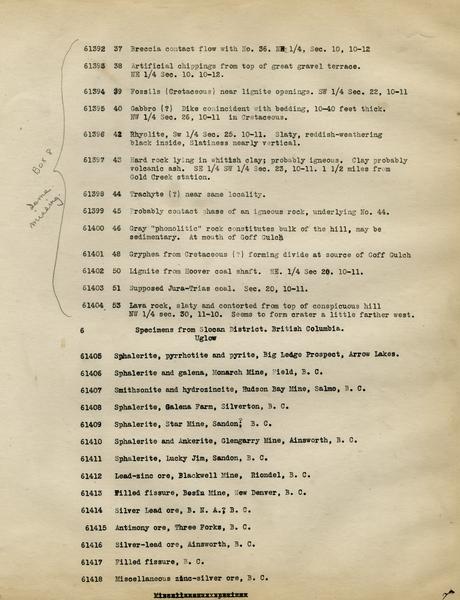 61392 37 Breccia contact flow with No. 36. NW 1/4, Sec. 10, 10-12
61393 38 Artificial chippings from top of great gravel terrace.
NE 1/4 Sec. 10. 10-12.
61394 39 Fossils (Cretaceous) near lignite openings. SW 1/4 Sec. 22, 10-11
61395 40 Gabbro (?) Dike comincident with bedding, 10-40 feet thick.
NW 1/4 Sec. 26, 10-11 in Cretaceous.
61396 42 Rhyolite, Sw 1/4 Sec. 25. 10-11. Slaty, reddish-weathering
black inside, Slatiness nearly vertical.
61397 43 Hard rock lying in whitish clay; probably igneous. Clay probably
volcanic ash. SE 1/4 SW 1/4 Sec. 23, 10-11. 1 1/2 miles from
Gold Creek station.
61398 44 Trachyte (?) near same locality.
61399 45 Probably contact phase of an igneous rock, underlying No. 44.
61400 46 Gray "phonolitic" rock constitutes bulk of the hill, may be
sedimentary. At mouth of Goff Gulch
61401 48 Gryphea from Cretaceous (?) forming divide at source of Goff Gulch
61402 50 Lignite from Hoover coal shaft. NE. 1/4 Sec 20, 10-11.
61403 51 Supposed Jura-Trias coal. Sec. 20, 10-11.
61404 53 Lava rock, slaty and contorted from top of conspicuous hill
NW 1/4 sec. 30, 11-10. Seems to form crater a little farther west.
Box P
Some
missing.
6 Specimens from Slocan District. British Columbia.
Uglow
61405 Sphalerite, pyrrhotite and pyrite, Big Ledge Prospect, Arrow Lakes.
61406 Sphalerite and galena, Monarch Mine, Field, B. C.
61407 Smithsonite and hydrozincite, Hudson Bay Mine, Salmo, B. C.
61408 Sphalerite, Galena Farm, Silverton, B. C.
61409 Sphalerite, Star Mine, Sandon, B. C.
61410 Sphalerite and Ankerite, Glengarry Mine, Ainsworth, B. C.
61411 Sphalerite, Lucky Jim, Sandon, B. C.
61412 Lead-zinc ore, Blackwell Mine, Riondel, B. C.
61413 Filled fissure, Bosin Mine, New Denver, B. C.
61414 Silver Lead ore, B. N. A., B. C.
61415 Antimony ore, Three Forks, B. C.
61416 Silver-lead ore, Ainsworth, B. C.
61417 Filled fissure, B. C.
61418 Miscellaneous zinc-silver ore, B. C.